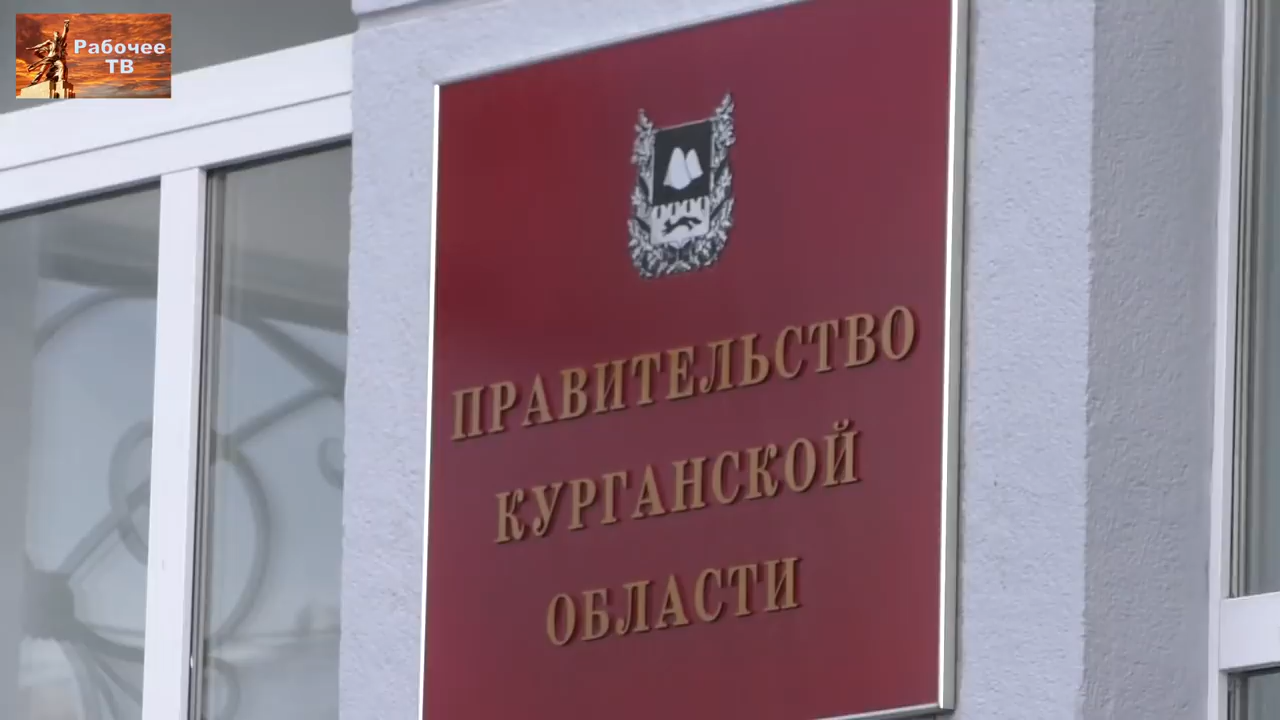 Рабочее
ТВ
ПРАВИТЕЛЬСТВО
КУРГАНСКОЙ
ОБЛАСТИ